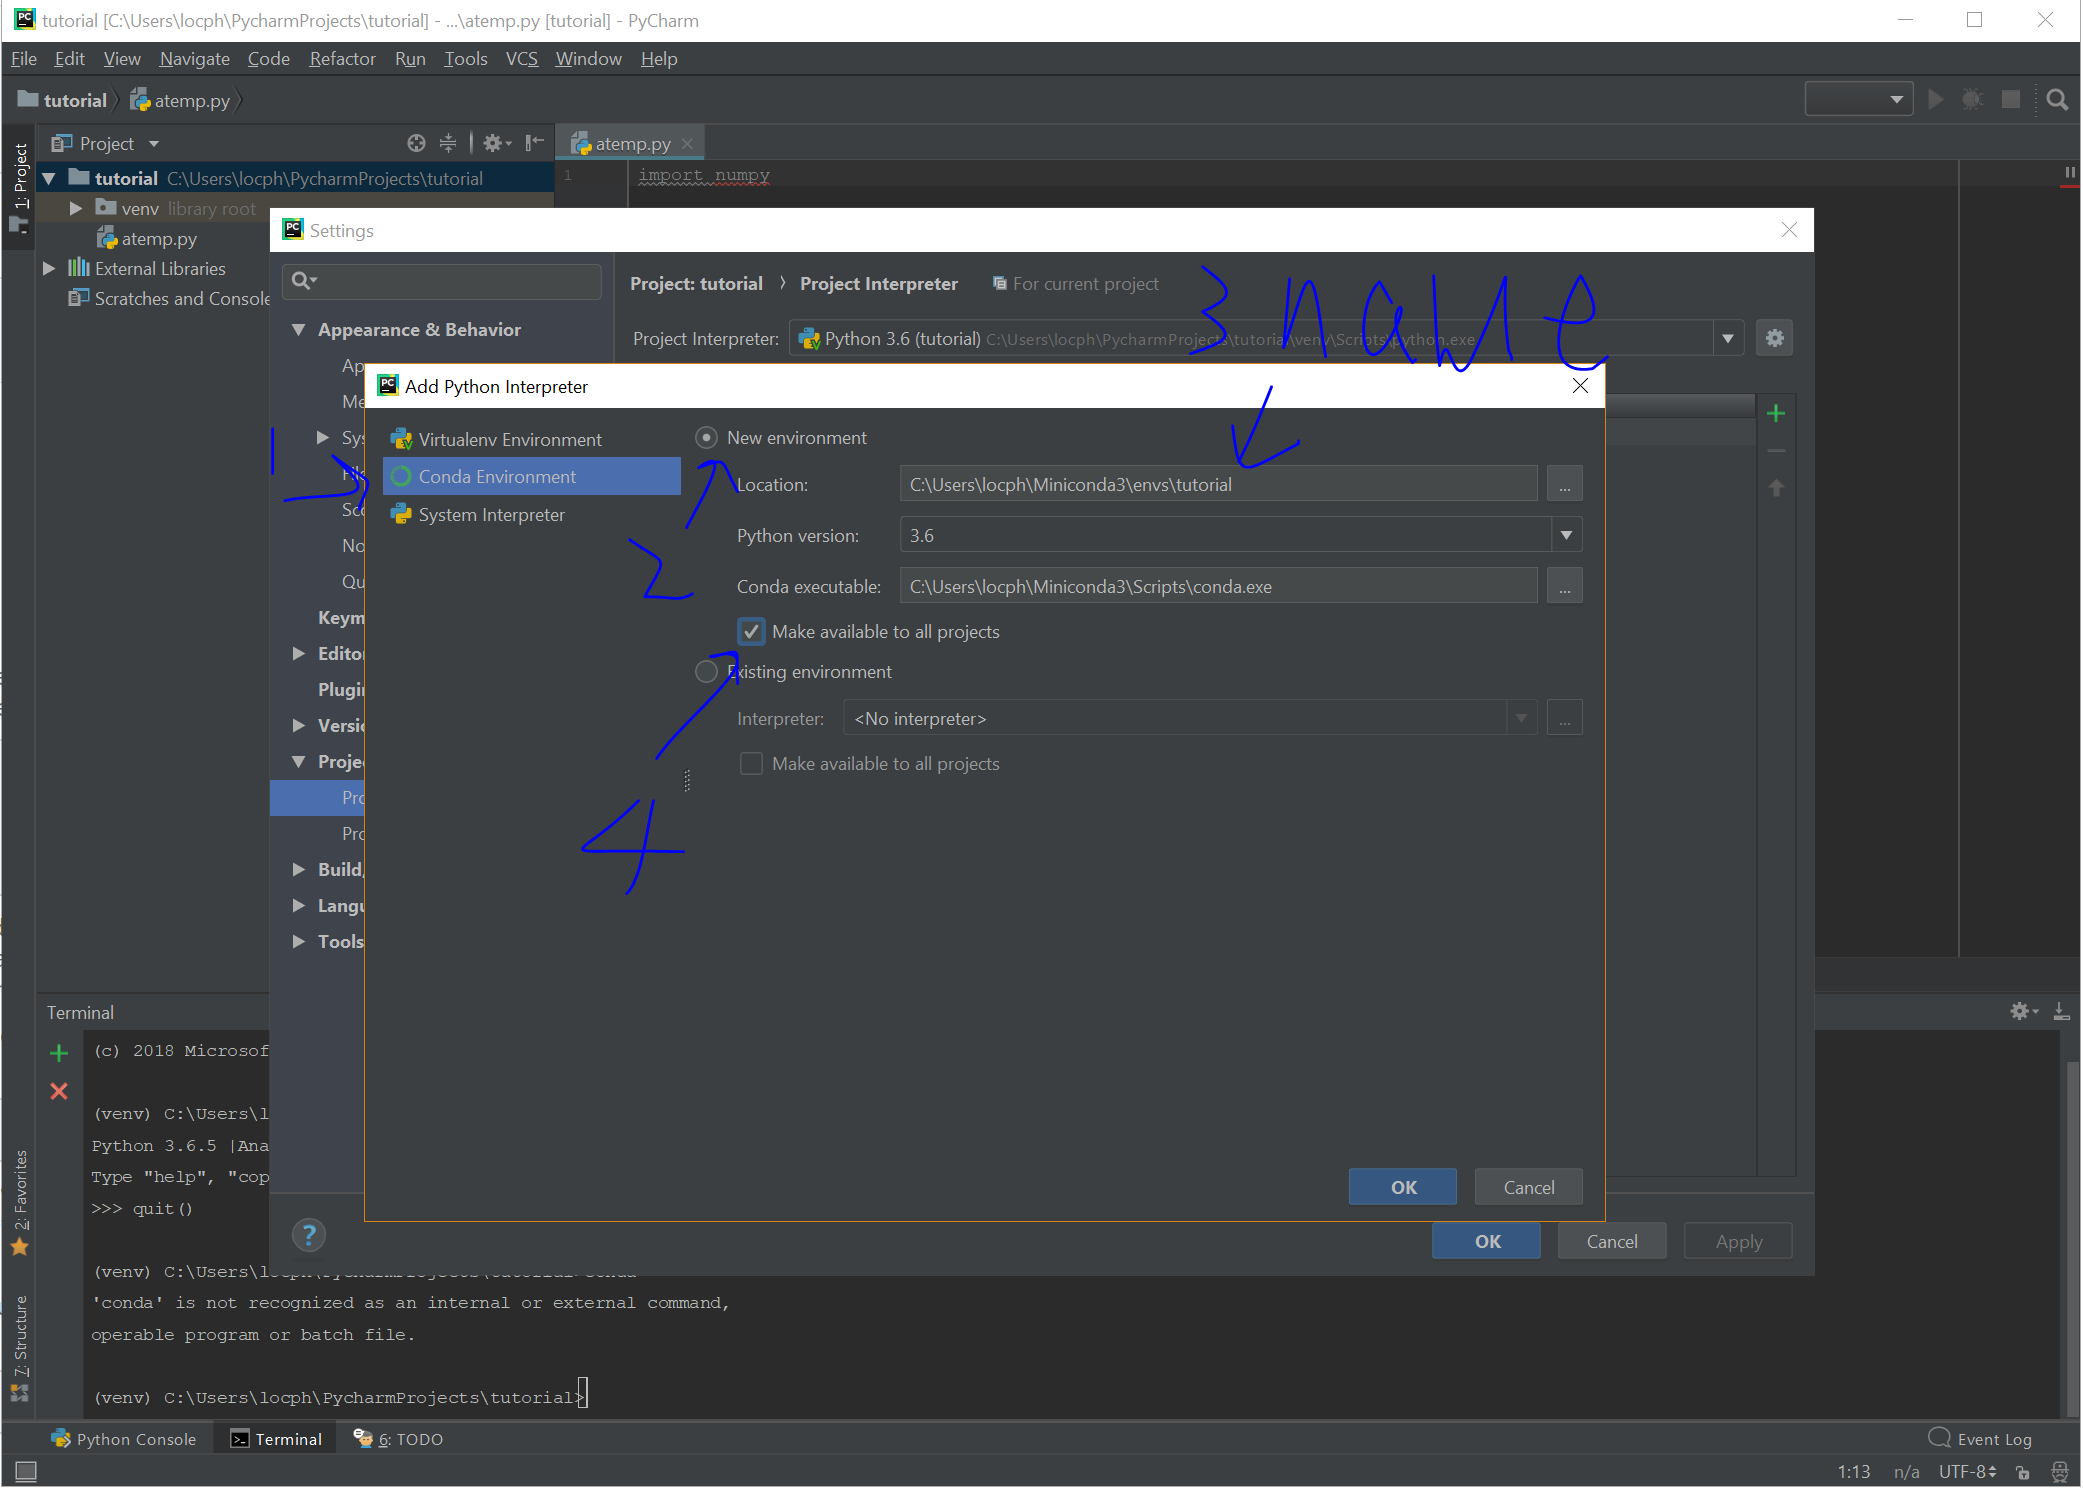 tutorial [C:\Users\locph\PycharmProjects\tutorial] - ...\atemp.py [tutorial] - PyCharm
File Edit View Navigate Code Refactor Run Tools VCS Window Help
tutorial atemp.py
Project
atemp.py
1: Project
tutorial C:\Users\locph\PycharmProjects\tutorial
1 import numpy
venv library root
atemp.py
External Libraries
Scratches and Console
Settings
Project: tutorial › Project Interpreter For current project
3 name
Project Interpreter: Python 3.6 (tutorial) C:\Users\locph\PycharmProjects\tutorial\venv\Scripts\python.exe
Appearance & Behavior
Ap
Me
Sys
File
Sco
No
Qu
Keym
Editor
Plugin
Versio
Projec
Pro
Pro
Build,
Langu
Tools
Add Python Interpreter
1
Virtualenv Environment
Conda Environment
System Interpreter
2
New environment
Location: C:\Users\locph\Miniconda3\envs\tutorial ...
Python version: 3.6
Conda executable: C:\Users\locph\Miniconda3\Scripts\conda.exe ...
Make available to all projects
4
Existing environment
Interpreter: <No interpreter> ...
Make available to all projects
OK Cancel
? OK Cancel Apply
Terminal
(c) 2018 Microsof
(venv) C:\Users\l
Python 3.6.5 |Ana
Type "help", "cop
>>> quit()
(venv) C:\Users\locph\PycharmProjects\tutorial>conda
'conda' is not recognized as an internal or external command,
operable program or batch file.
(venv) C:\Users\locph\PycharmProjects\tutorial>
2: Favorites
7: Structure
Python Console Terminal 6: TODO Event Log
1:13 n/a UTF-8